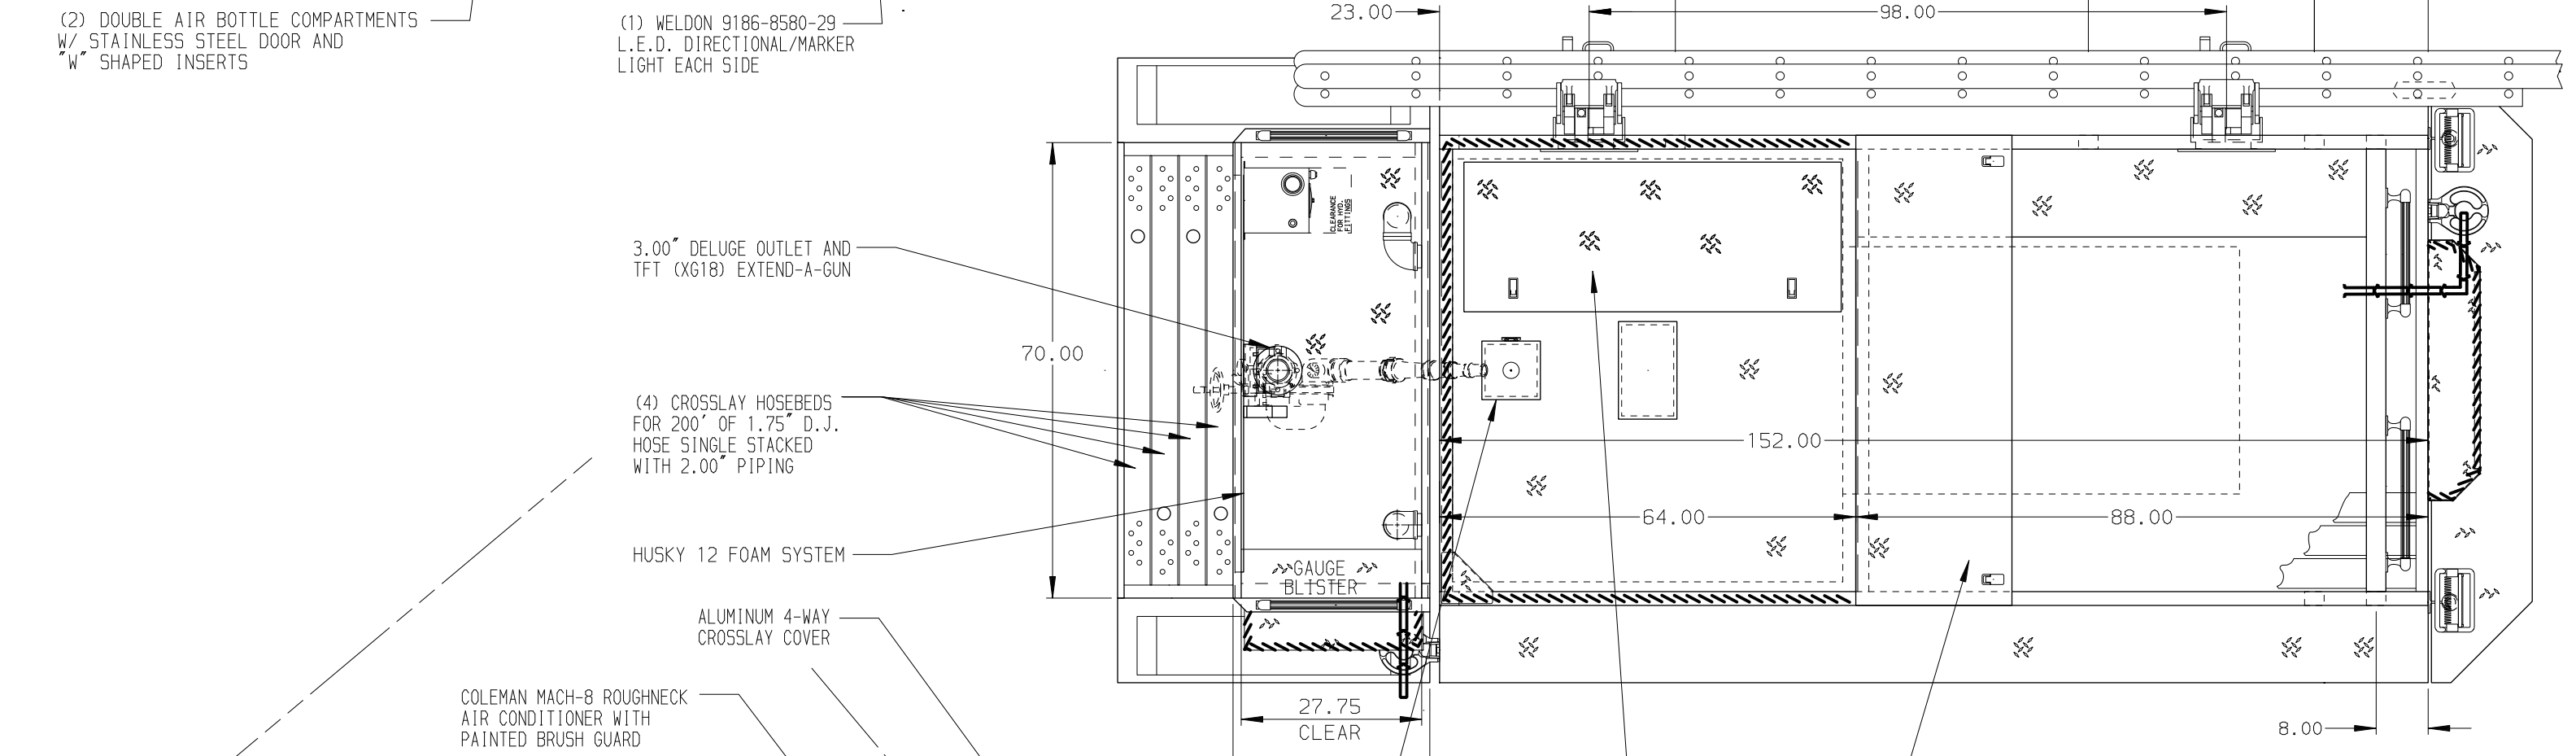 (2) DOUBLE AIR BOTTLE COMPARTMENTS
W/ STAINLESS STEEL DOOR AND
"W" SHAPED INSERTS
(1) WELDON 9186-8580-29
L.E.D. DIRECTIONAL/MARKER
LIGHT EACH SIDE
23.00
98.00
CLEARANCE
FOR HYD.
FITTINGS
3.00" DELUGE OUTLET AND
TFT (XG18) EXTEND-A-GUN
70.00
(4) CROSSLAY HOSEBEDS
FOR 200' OF 1.75" D.J.
HOSE SINGLE STACKED
WITH 2.00" PIPING
152.00
64.00
88.00
HUSKY 12 FOAM SYSTEM
GAUGE
BLISTER
ALUMINUM 4-WAY
CROSSLAY COVER
COLEMAN MACH-8 ROUGHNECK
AIR CONDITIONER WITH
PAINTED BRUSH GUARD
27.75
CLEAR
8.00